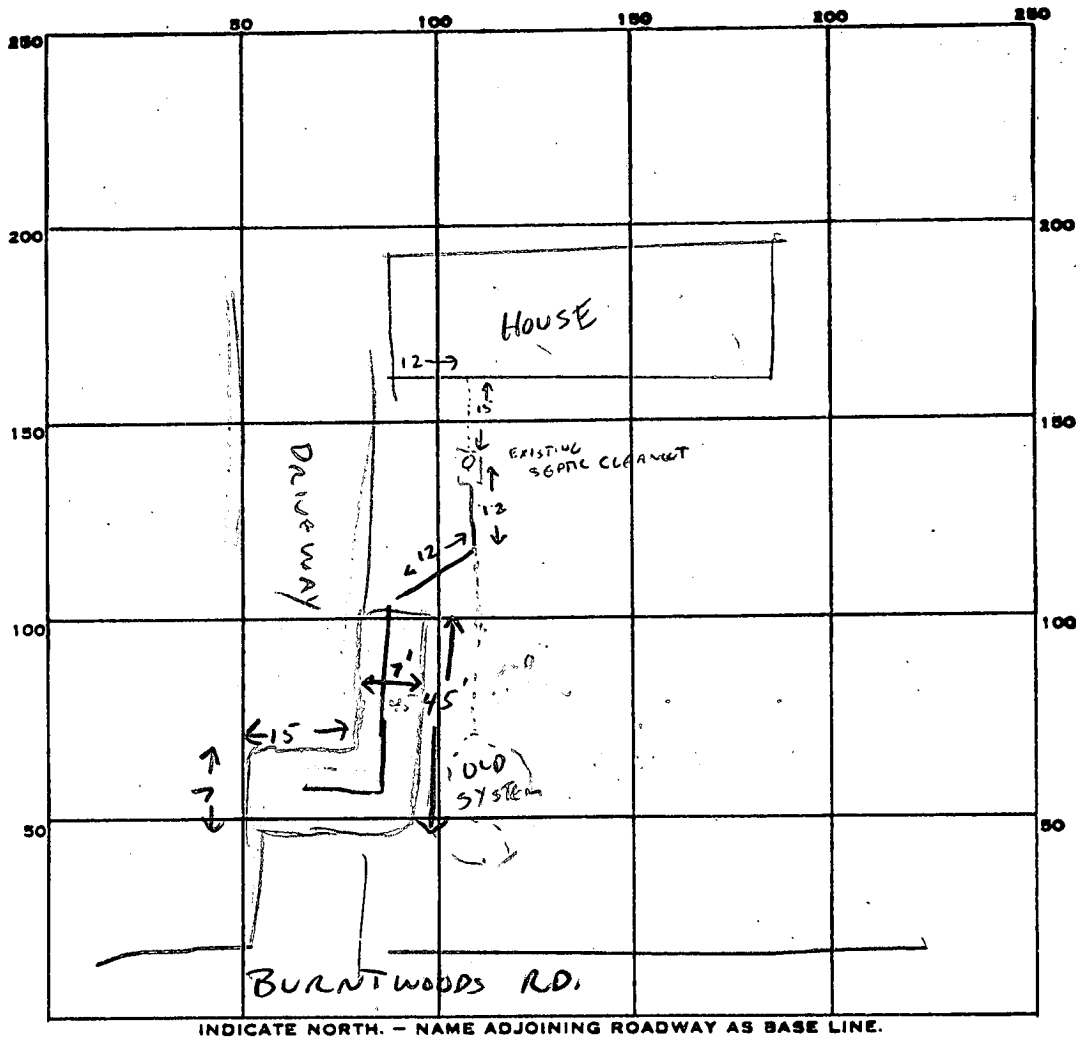 50 100 150 200 250
250
200 200
HOUSE
12
15
150 150
EXISTING
SEPTIC CLEANOUT
DRIVEWAY
12
12
100 100
7'
45'
15
7
OLD
SYSTEM
50 50
BURNTWOODS RD.
INDICATE NORTH. — NAME ADJOINING ROADWAY AS BASE LINE.